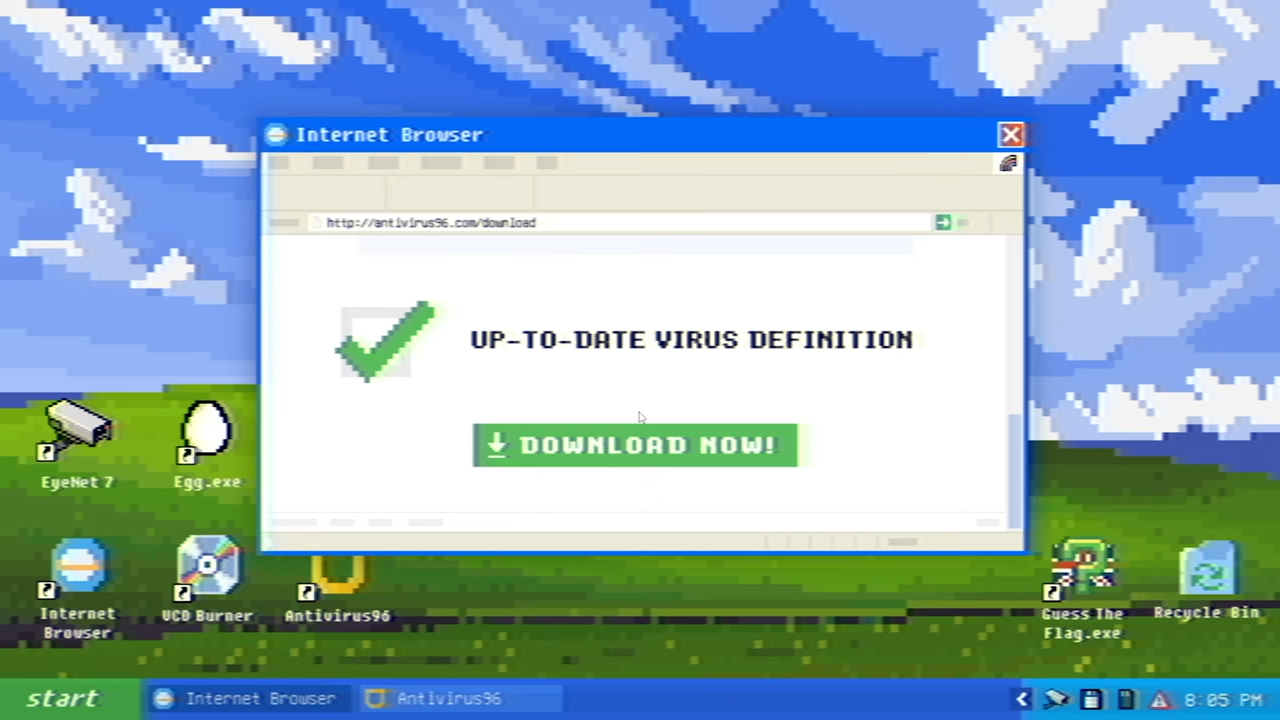 Internet Browser
http://antivirus96.com/download
UP-TO-DATE VIRUS DEFINITION
DOWNLOAD NOW!
EyeNet 7
Egg.exe
Internet
Browser
VCD Burner
Antivirus96
Guess The
Flag.exe
Recycle Bin
start
Internet Browser
Antivirus96
8:05 PM